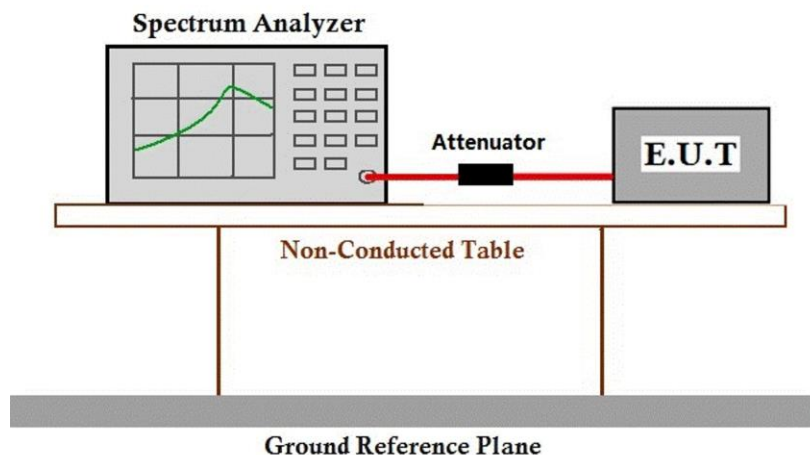 Spectrum Analyzer
Attenuator
E.U.T
Non-Conducted Table
Ground Reference Plane